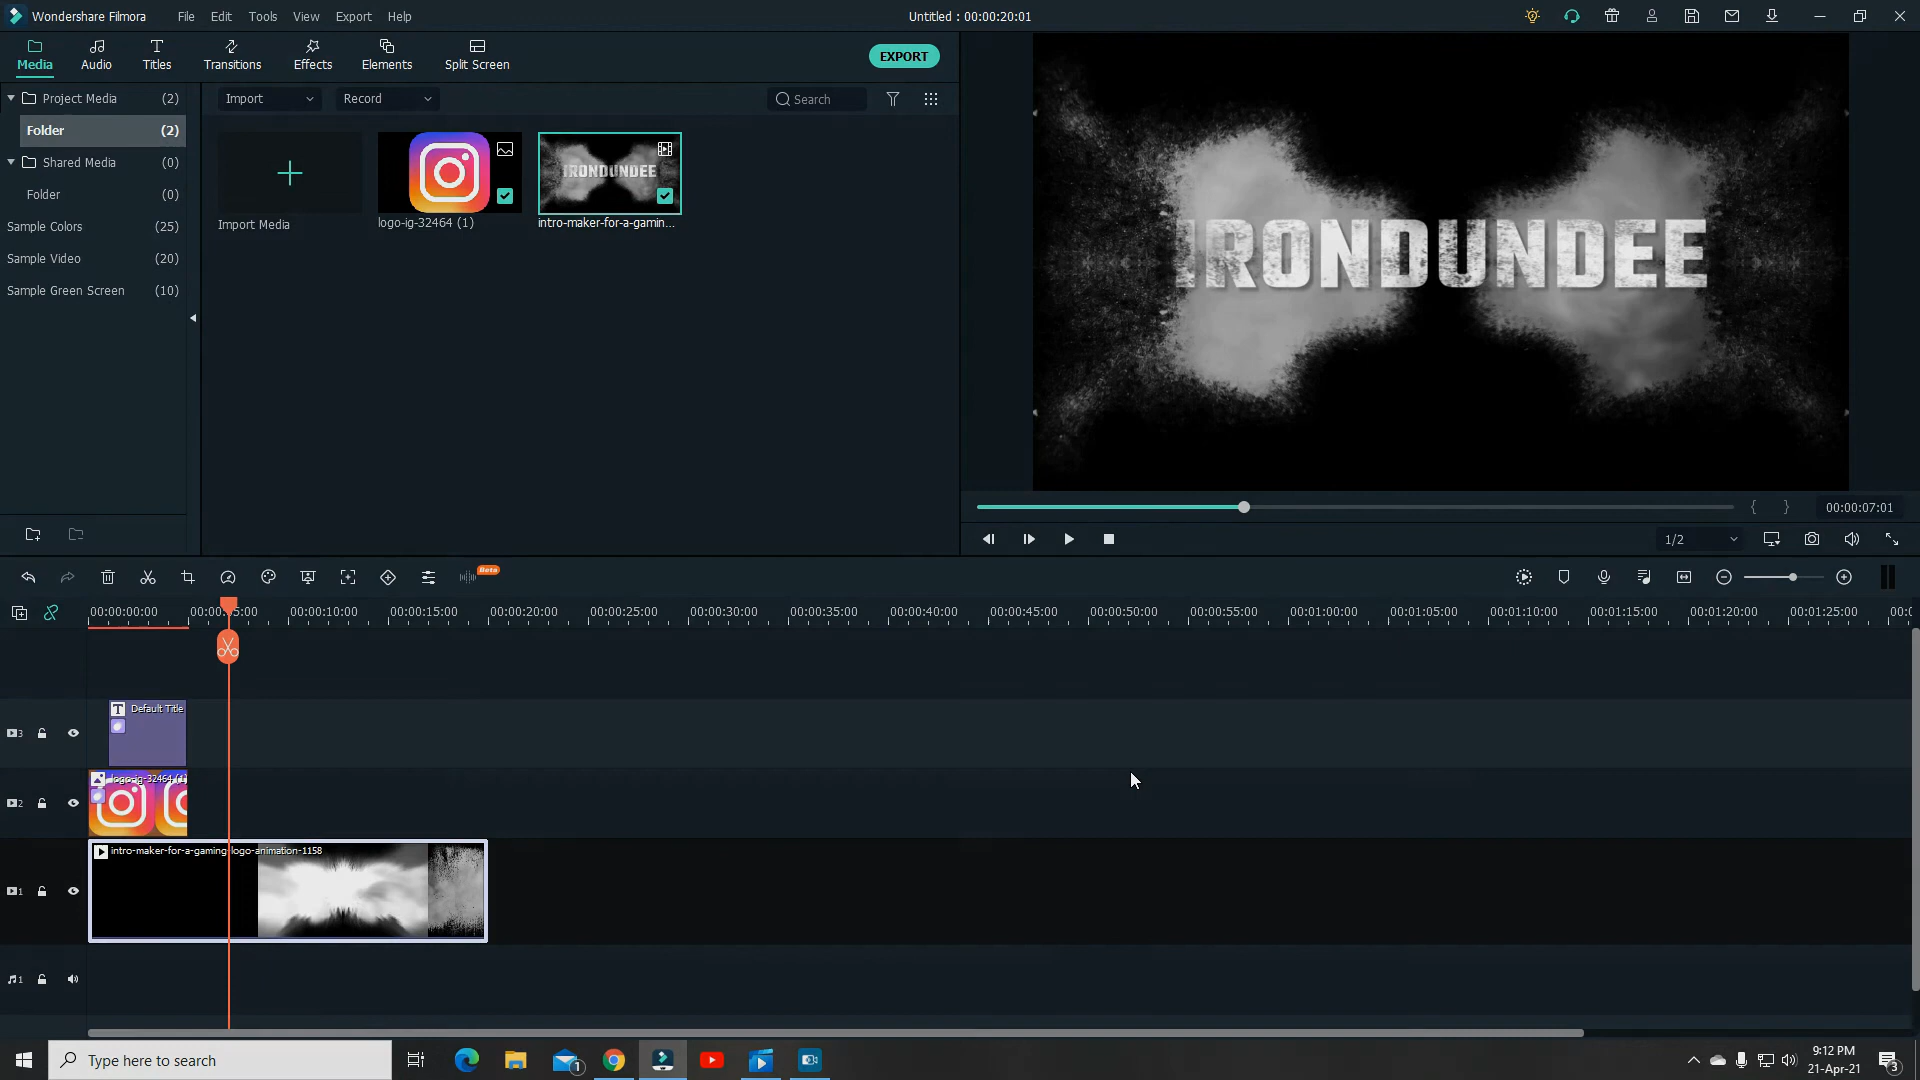 Wondershare Filmora
File Edit Tools View Export Help
Untitled : 00:00:20:01
Media Audio Titles Transitions Effects Elements Split Screen
EXPORT
Project Media (2)
Folder (2)
Shared Media (0)
Folder (0)
Sample Colors (25)
Sample Video (20)
Sample Green Screen (10)
Import Record Search
Import Media
logo-ig-32464 (1)
IRONDUNDEE
intro-maker-for-a-gamin...
IRONDUNDEE
00:00:07:01
1/2
Beta
00:00:00:00 00:00:05:00 00:00:10:00 00:00:15:00 00:00:20:00 00:00:25:00 00:00:30:00 00:00:35:00 00:00:40:00 00:00:45:00 00:00:50:00 00:00:55:00 00:01:00:00 00:01:05:00 00:01:10:00 00:01:15:00 00:01:20:00 00:01:25:00
3
T Default Title
2
logo-ig-32464 (1)
1
intro-maker-for-a-gaming-logo-animation-1158
1
Type here to search
1
9:12 PM
21-Apr-21
3